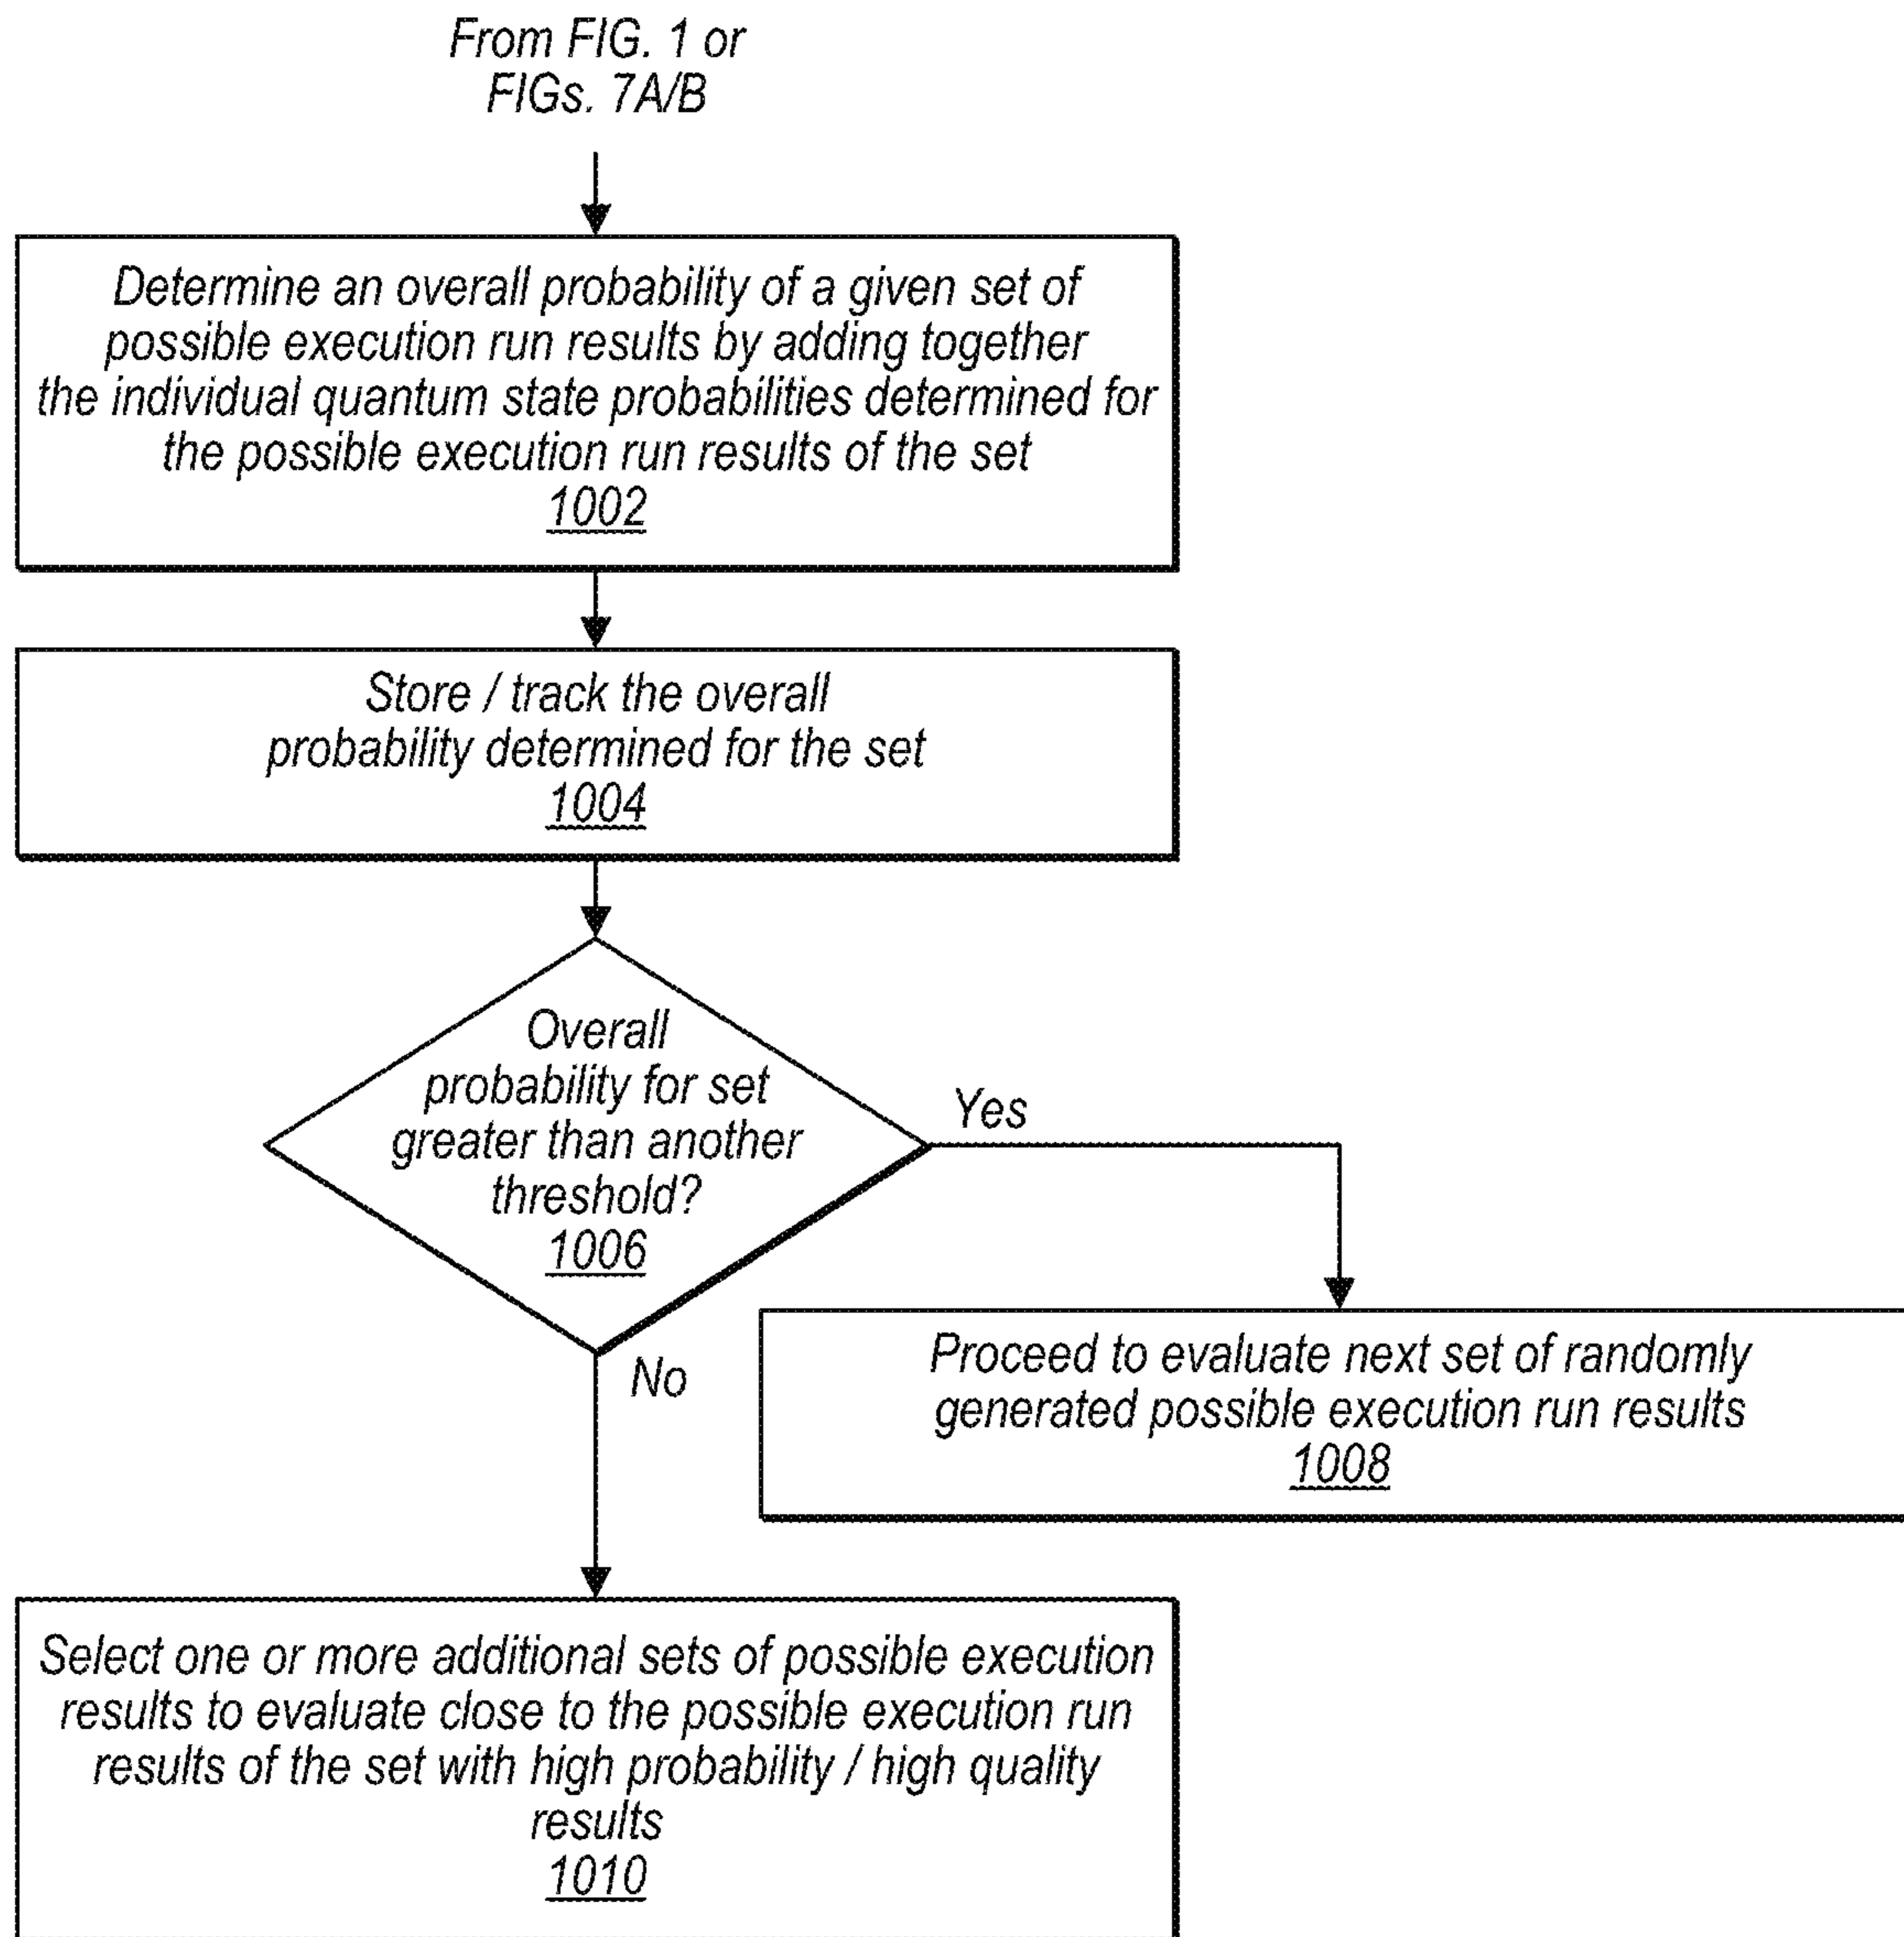 From FIG. 1 or
FIGs. 7A/B
Determine an overall probability of a given set of
possible execution run results by adding together
the individual quantum state probabilities determined for
the possible execution run results of the set
1002
Store / track the overall
probability determined for the set
1004
Overall
probability for set
greater than another
threshold?
1006
Yes
No
Proceed to evaluate next set of randomly
generated possible execution run results
1008
Select one or more additional sets of possible execution
results to evaluate close to the possible execution run
results of the set with high probability / high quality
results
1010